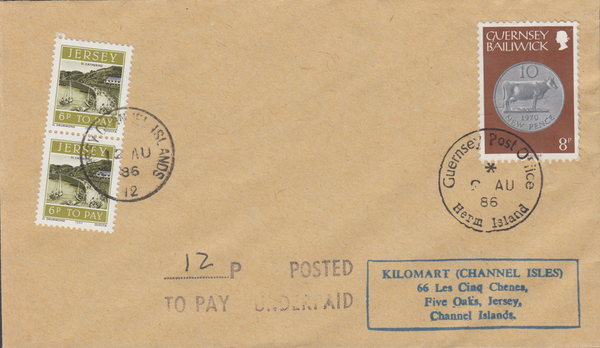 JERSEY
6P TO PAY
JERSEY
6P TO PAY
CHANNEL ISLANDS
12 AU
86
12
GUERNSEY
BAILIWICK
10
1970
NEW PENCE
8P
Guernsey Post Office
*
9 AU
86
Herm Island
12 P POSTED
TO PAY UNDERPAID
KILOMART (CHANNEL ISLES)
66 Les Cinq Chenes,
Five Oaks, Jersey,
Channel Islands.